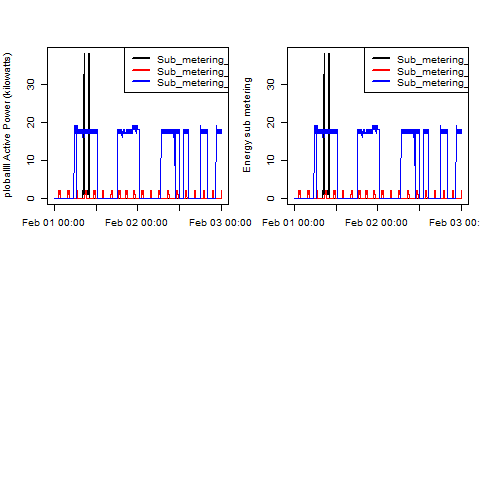 Sub_metering_
Sub_metering_
Sub_metering_
Active Power (kilowatts)
30
20
10
0
Feb 01 00:00 Feb 02 00:00 Feb 03 00:00
Sub_metering_
Sub_metering_
Sub_metering_
Energy sub metering
30
20
10
0
Feb 01 00:00 Feb 02 00:00 Feb 03 00: